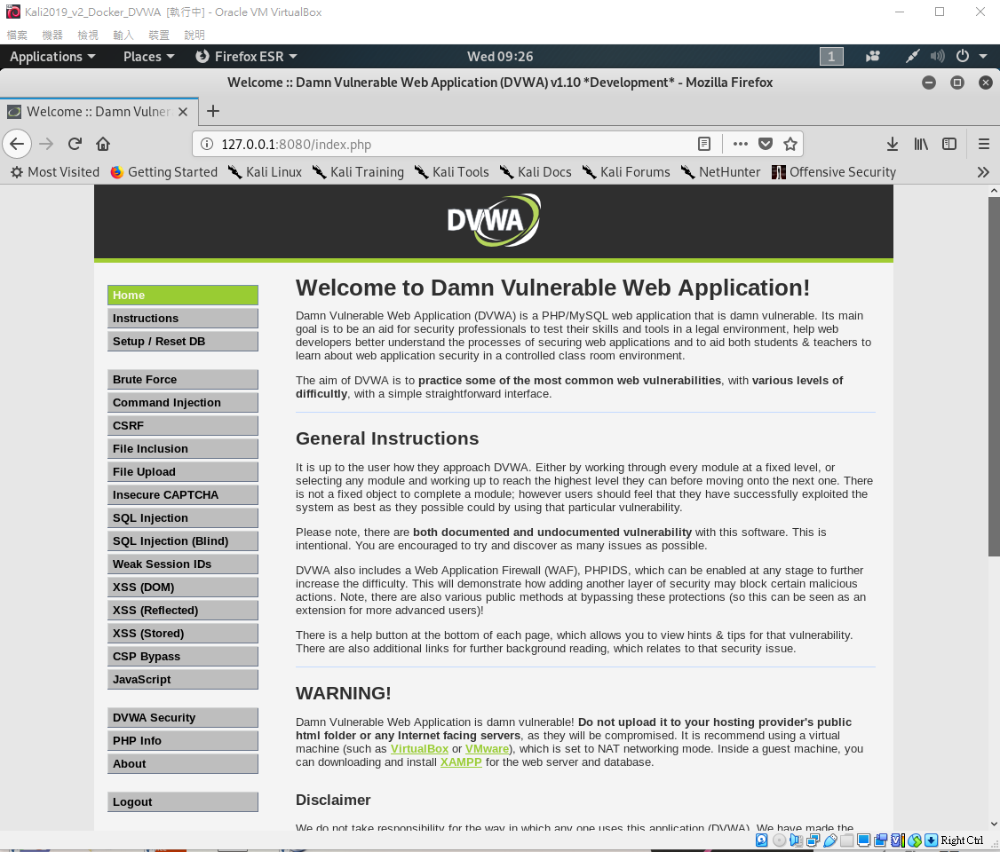 Kali2019_v2_Docker_DVWA [執行中] - Oracle VM VirtualBox
檔案 機器 檢視 輸入 裝置 說明
Applications Places Firefox ESR Wed 09:26 1
Welcome :: Damn Vulnerable Web Application (DVWA) v1.10 *Development* - Mozilla Firefox
Welcome :: Damn Vulner
127.0.0.1:8080/index.php
Most Visited Getting Started Kali Linux Kali Training Kali Tools Kali Docs Kali Forums NetHunter Offensive Security
DVWA
Home
Instructions
Setup / Reset DB
Brute Force
Command Injection
CSRF
File Inclusion
File Upload
Insecure CAPTCHA
SQL Injection
SQL Injection (Blind)
Weak Session IDs
XSS (DOM)
XSS (Reflected)
XSS (Stored)
CSP Bypass
JavaScript
DVWA Security
PHP Info
About
Logout
Welcome to Damn Vulnerable Web Application!
Damn Vulnerable Web Application (DVWA) is a PHP/MySQL web application that is damn vulnerable. Its main
goal is to be an aid for security professionals to test their skills and tools in a legal environment, help web
developers better understand the processes of securing web applications and to aid both students & teachers to
learn about web application security in a controlled class room environment.
The aim of DVWA is to practice some of the most common web vulnerabilities, with various levels of
difficultly, with a simple straightforward interface.
General Instructions
It is up to the user how they approach DVWA. Either by working through every module at a fixed level, or
selecting any module and working up to reach the highest level they can before moving onto the next one. There
is not a fixed object to complete a module; however users should feel that they have successfully exploited the
system as best as they possible could by using that particular vulnerability.
Please note, there are both documented and undocumented vulnerability with this software. This is
intentional. You are encouraged to try and discover as many issues as possible.
DVWA also includes a Web Application Firewall (WAF), PHPIDS, which can be enabled at any stage to further
increase the difficulty. This will demonstrate how adding another layer of security may block certain malicious
actions. Note, there are also various public methods at bypassing these protections (so this can be seen as an
extension for more advanced users)!
There is a help button at the bottom of each page, which allows you to view hints & tips for that vulnerability.
There are also additional links for further background reading, which relates to that security issue.
WARNING!
Damn Vulnerable Web Application is damn vulnerable! Do not upload it to your hosting provider's public
html folder or any Internet facing servers, as they will be compromised. It is recommend using a virtual
machine (such as VirtualBox or VMware), which is set to NAT networking mode. Inside a guest machine, you
can downloading and install XAMPP for the web server and database.
Disclaimer
We do not take responsibility for the way in which any one uses this application (DVWA). We have made the
Right Ctrl